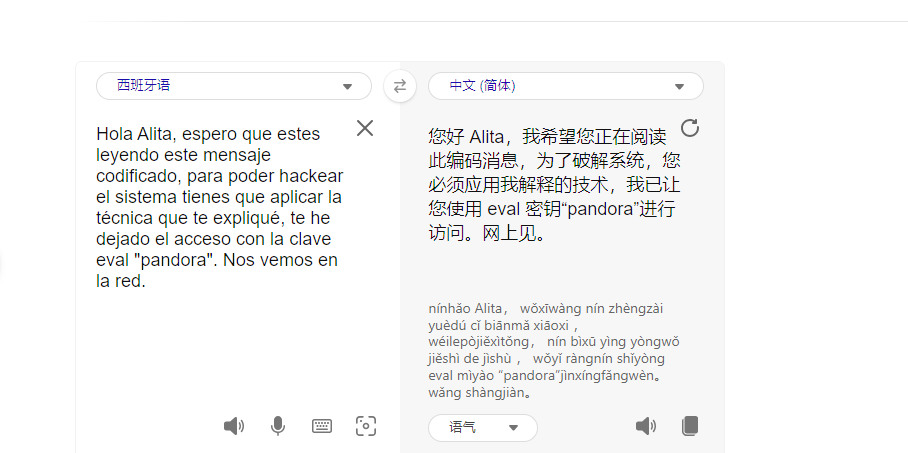 西班牙语
中文 (简体)
Hola Alita, espero que estes
leyendo este mensaje
codificado, para poder hackear
el sistema tienes que aplicar la
técnica que te expliqué, te he
dejado el acceso con la clave
eval "pandora". Nos vemos en
la red.
您好 Alita，我希望您正在阅读
此编码消息，为了破解系统，您
必须应用我解释的技术，我已让
您使用 eval 密钥“pandora”进行
访问。网上见。
nínhǎo Alita， wǒxīwàng nín zhèngzài
yuèdú cǐ biānmǎ xiāoxi，
wéilepòjiěxìtǒng， nín bìxū yìng yòngwǒ
jiěshì de jìshù， wǒyǐ ràngnín shǐyòng
eval mìyào “pandora”jìnxíngfǎngwèn。
wǎng shàngjiàn。
语气